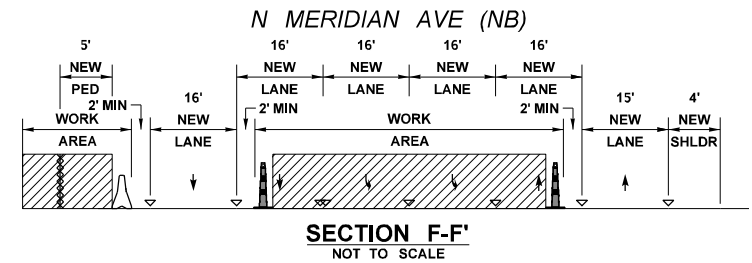 N MERIDIAN AVE (NB)
5'
NEW
PED
2' MIN
WORK
AREA
16'
NEW
LANE
16'
NEW
LANE
16'
NEW
LANE
16'
NEW
LANE
16'
NEW
LANE
2' MIN
WORK
AREA
2' MIN
15'
NEW
LANE
4'
NEW
SHLDR
SECTION F-F'
NOT TO SCALE